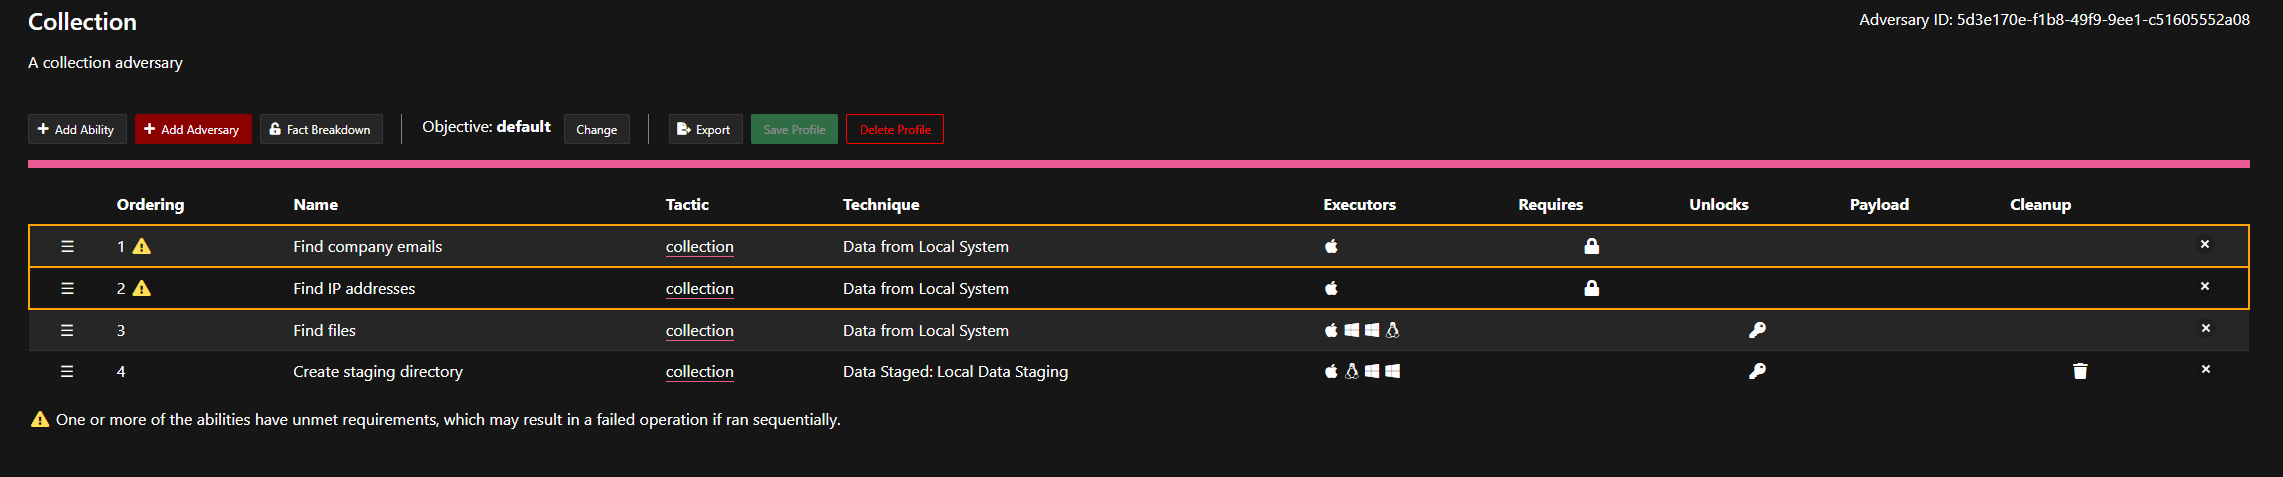 Collection
Adversary ID: 5d3e170e-f1b8-49f9-9ee1-c51605552a08
A collection adversary
Add Ability Add Adversary Fact Breakdown Objective: default Change Export Save Profile Delete Profile
Ordering Name Tactic Technique Executors Requires Unlocks Payload Cleanup
1 Find company emails collection Data from Local System
2 Find IP addresses collection Data from Local System
3 Find files collection Data from Local System
4 Create staging directory collection Data Staged: Local Data Staging
One or more of the abilities have unmet requirements, which may result in a failed operation if ran sequentially.